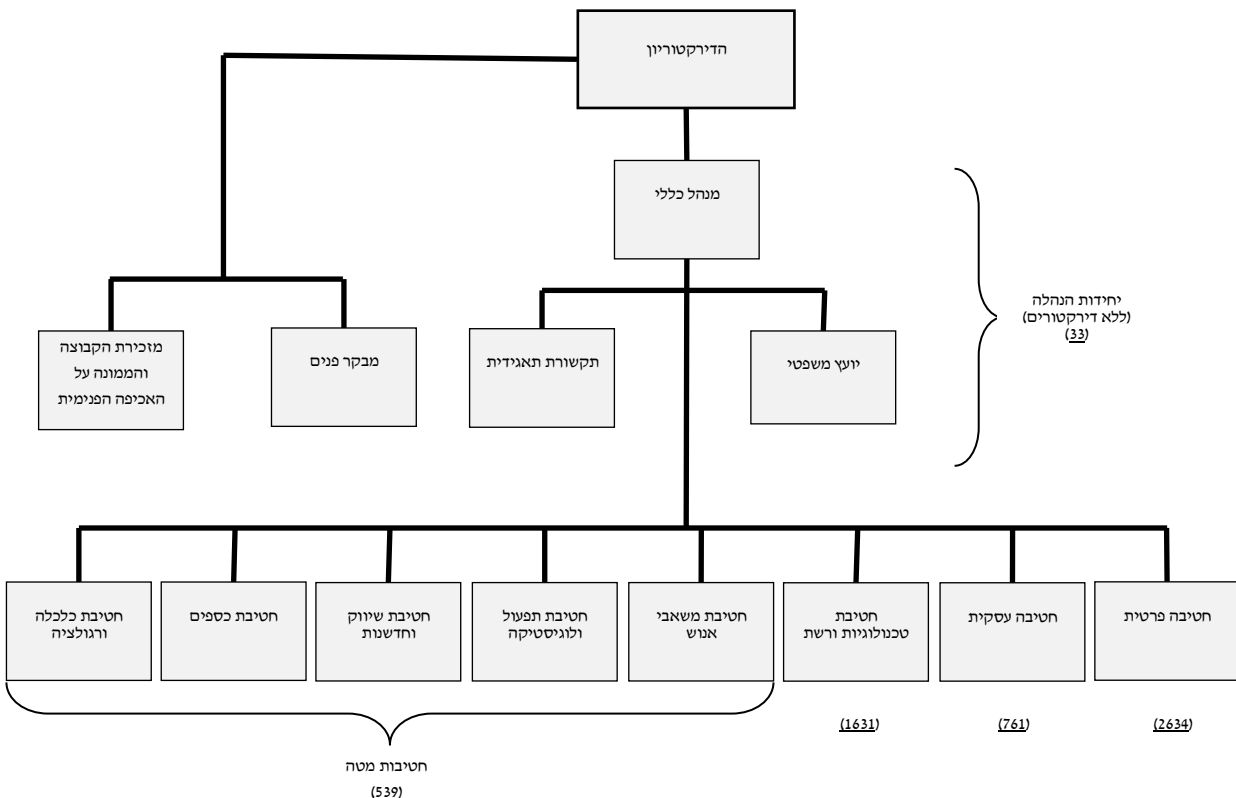 הדירקטוריון
מנהל כללי
יחידות הנהלה
(ללא דירקטורים)
(33)
יועץ משפטי
תקשורת תאגידית
מבקר פנים
מזכירת הקבוצה
והממונה על
האכיפה הפנימית
חטיבה פרטית
(2634)
חטיבה עסקית
(761)
חטיבת
טכנולוגיות ורשת
(1631)
חטיבת משאבי
אנוש
חטיבת תפעול
ולוגיסטיקה
חטיבת שיווק
וחדשנות
חטיבת כספים
חטיבת כלכלה
ורגולציה
חטיבות מטה
(539)